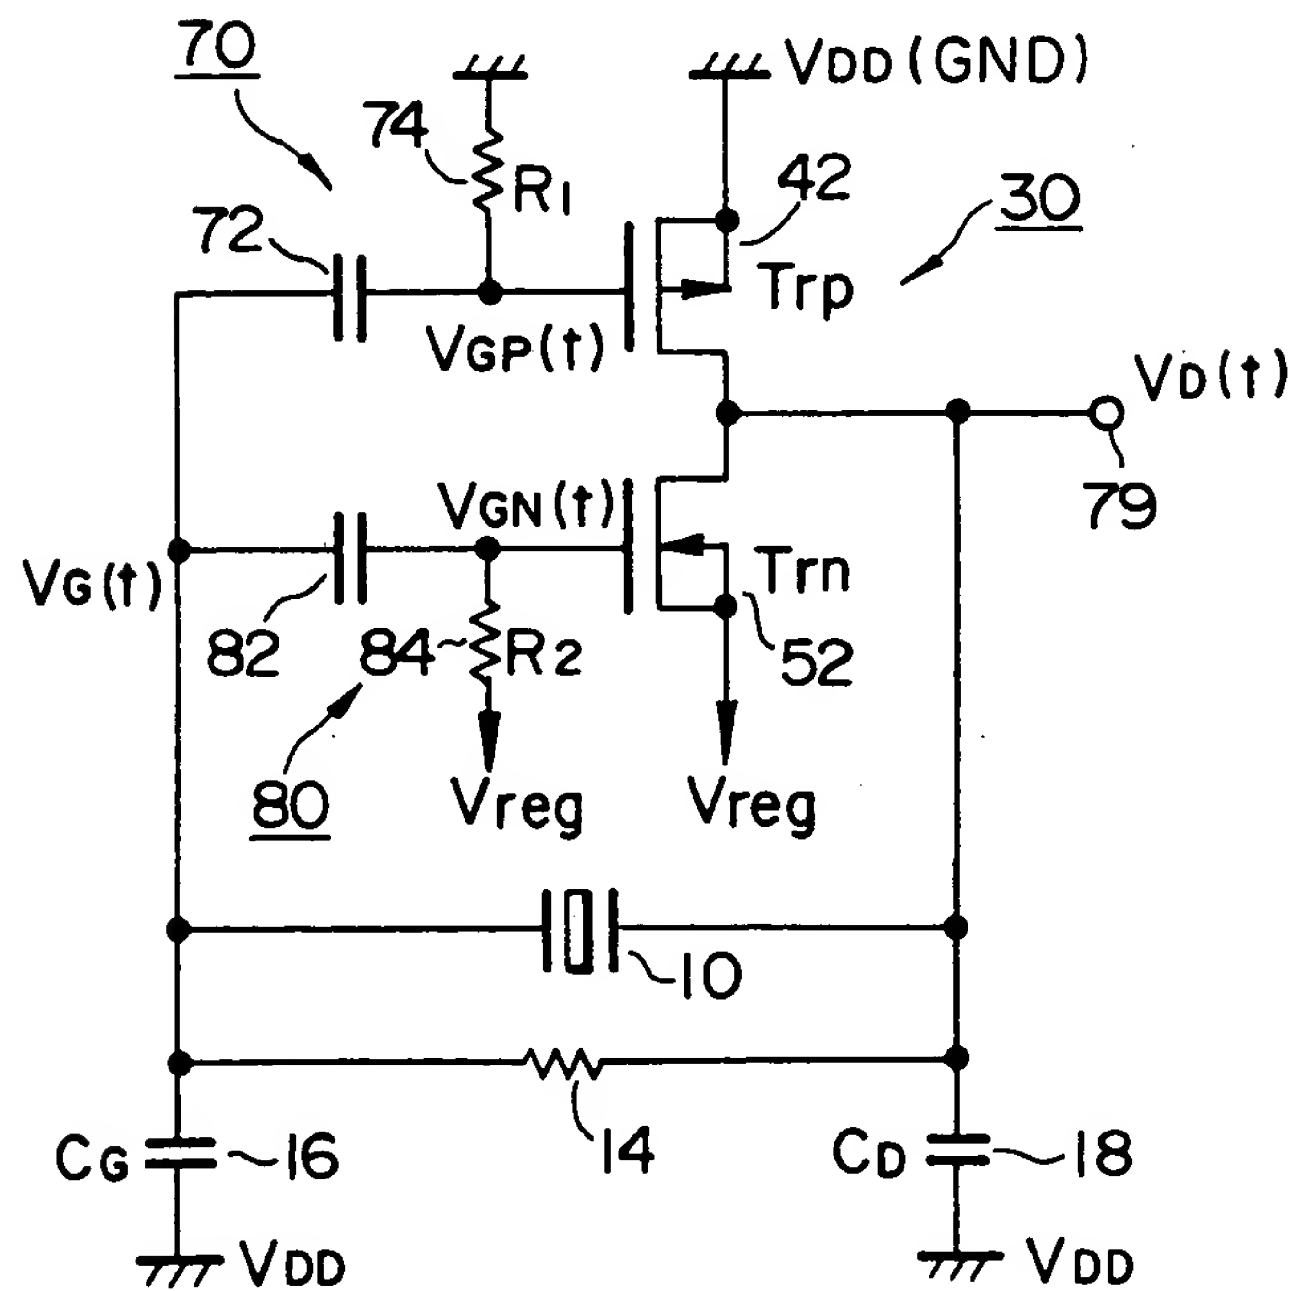 70
VDD (GND)
74
R1
42
30
72
Trp
VGP(t)
VD(t)
79
VGN(t)
VG(t)
Trn
82
84
R2
52
80
Vreg
Vreg
10
14
CG
16
CD
18
VDD
VDD